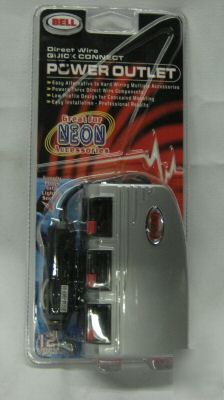 BELL
Direct Wire
QUICK CONNECT
POWER OUTLET
• Easy Alternative to Hard Wiring Multiple Accessories
• Powers Three Direct Wire Components
• Low Profile Design for Concealed Mounting
• Easy Installation - Professional Results
Great for
NEON
Accessories
12